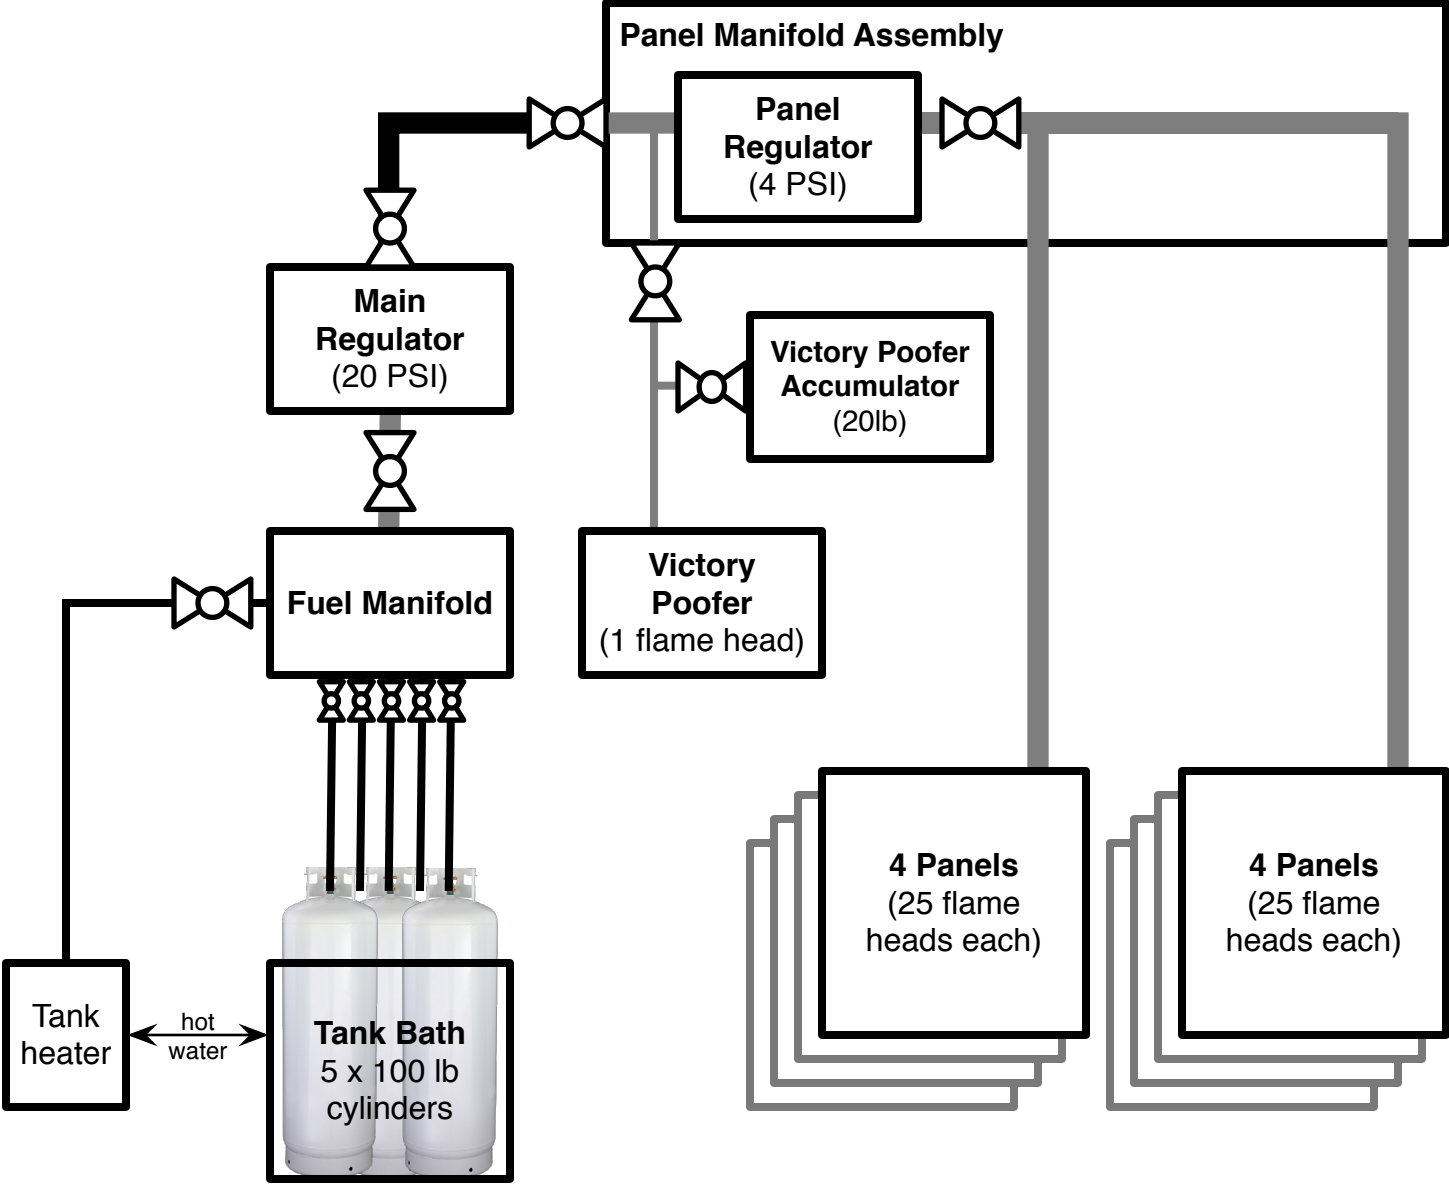 Panel Manifold Assembly
Panel
Regulator
(4 PSI)
Main
Regulator
(20 PSI)
Victory Poofer
Accumulator
(20lb)
Fuel Manifold
Victory
Poofer
(1 flame head)
4 Panels
(25 flame
heads each)
4 Panels
(25 flame
heads each)
Tank
heater
hot
water
Tank Bath
5 x 100 lb
cylinders